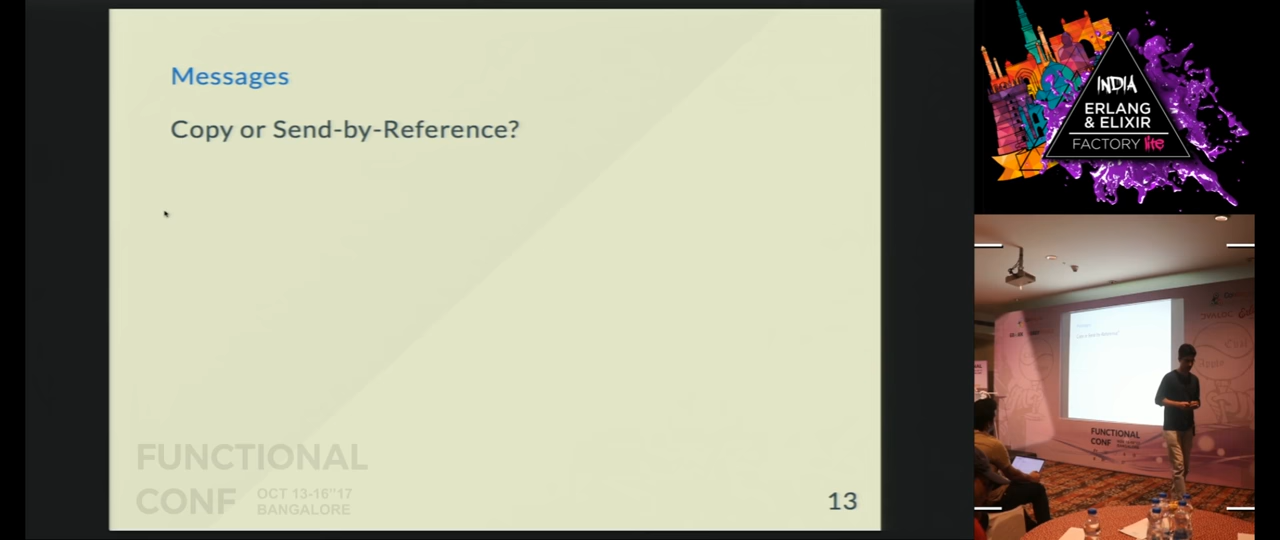 Messages
Copy or Send-by-Reference?
FUNCTIONAL
CONF
OCT 13-16"17
BANGALORE
13
INDIA
ERLANG
& ELIXIR
FACTORY lite
FUNCTIONAL
CONF